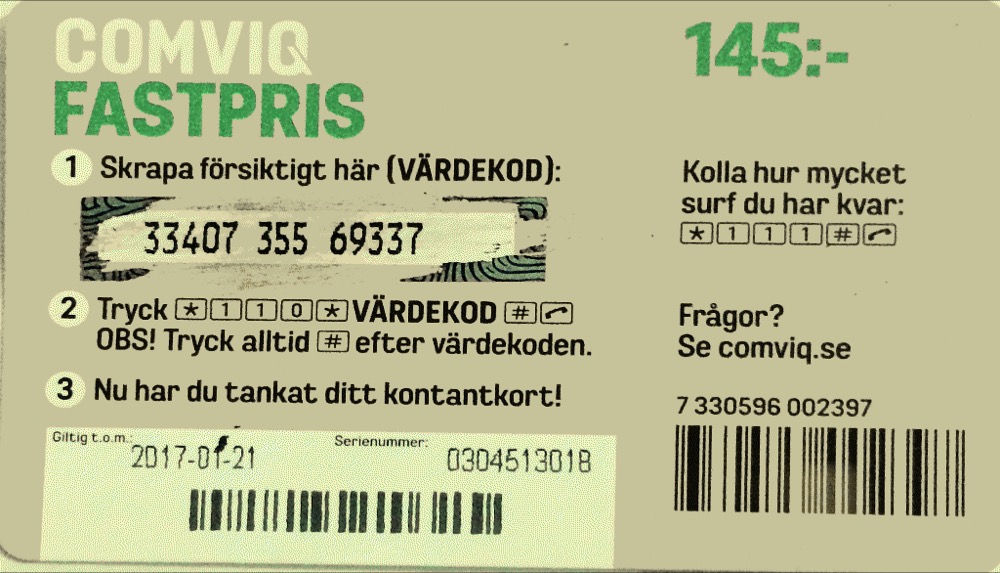 COMVIQ
FASTPRIS
145:-
1 Skrapa försiktigt här (VÄRDEKOD):
33407 355 69337
2 Tryck *110* VÄRDEKOD #
OBS! Tryck alltid # efter värdekoden.
3 Nu har du tankat ditt kontantkort!
Giltig t.o.m.:
2017-01-21
Serienummer:
0304513018
Kolla hur mycket
surf du har kvar:
*111#
Frågor?
Se comviq.se
7 330596 002397